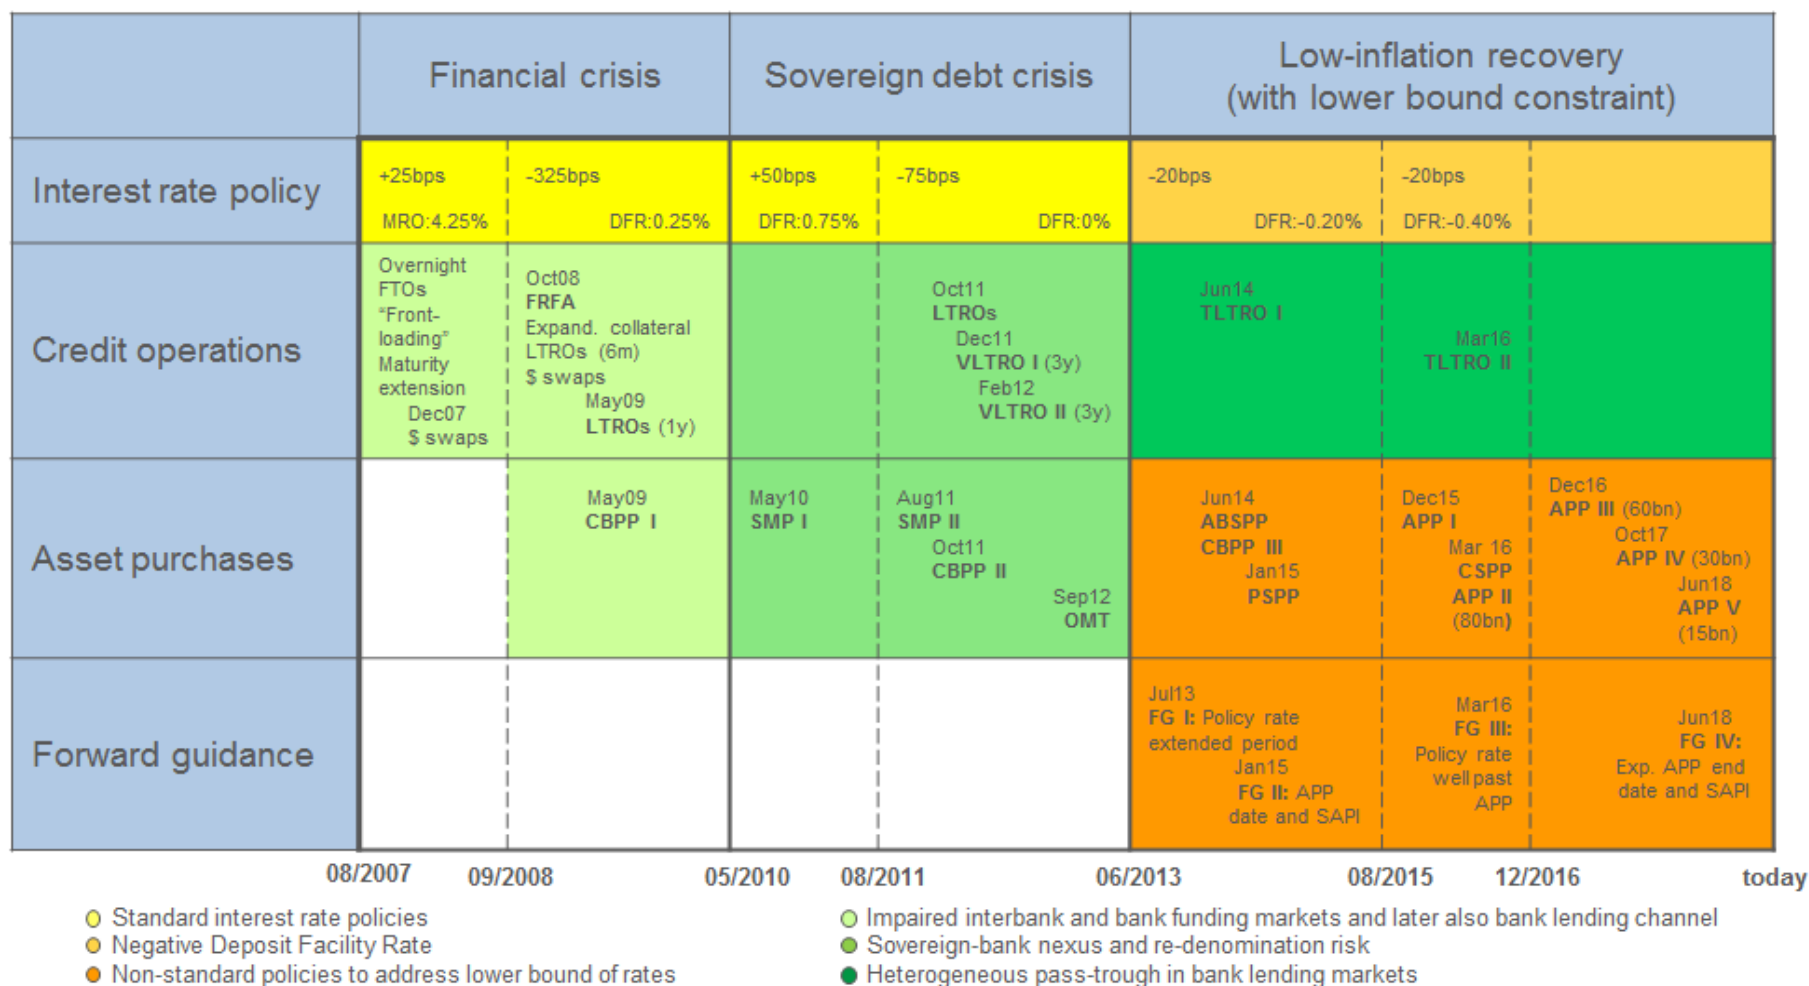 Financial crisis
Sovereign debt crisis
Low-inflation recovery
(with lower bound constraint)
Interest rate policy
+25bps
MRO:4.25%
-325bps
DFR:0.25%
+50bps
DFR:0.75%
-75bps
DFR:0%
-20bps
DFR:-0.20%
-20bps
DFR:-0.40%
Credit operations
Overnight
FTOs
“Front-
loading”
Maturity
extension
Dec07
$ swaps
Oct08
FRFA
Expand. collateral
LTROs (6m)
$ swaps
May09
LTROs (1y)
Oct11
LTROs
Dec11
VLTRO I (3y)
Feb12
VLTRO II (3y)
Jun14
TLTRO I
Mar16
TLTRO II
Asset purchases
May09
CBPP I
May10
SMP I
Aug11
SMP II
Oct11
CBPP II
Sep12
OMT
Jun14
ABSPP
CBPP III
Jan15
PSPP
Dec15
APP I
Mar 16
CSPP
APP II
(80bn)
Dec16
APP III (60bn)
Oct17
APP IV (30bn)
Jun18
APP V
(15bn)
Forward guidance
Jul13
FG I: Policy rate
extended period
Jan15
FG II: APP
date and SAPI
Mar16
FG III:
Policy rate
well past
APP
Jun18
FG IV:
Exp. APP end
date and SAPI
08/2007
09/2008
05/2010
08/2011
06/2013
08/2015
12/2016
today
Standard interest rate policies
Negative Deposit Facility Rate
Non-standard policies to address lower bound of rates
Impaired interbank and bank funding markets and later also bank lending channel
Sovereign-bank nexus and re-denomination risk
Heterogeneous pass-trough in bank lending markets